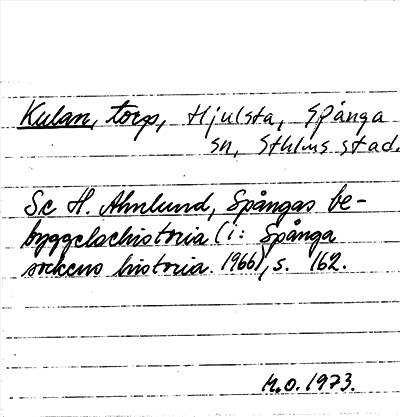 Kulan, torp, Hjulsta, Spånga
sn, Sthlms stad.
Se H. Ahnlund, Spångas be-
byggelsehistoria (i: Spånga
sockens historia. 1966), s. 162.
M.O. 1973.